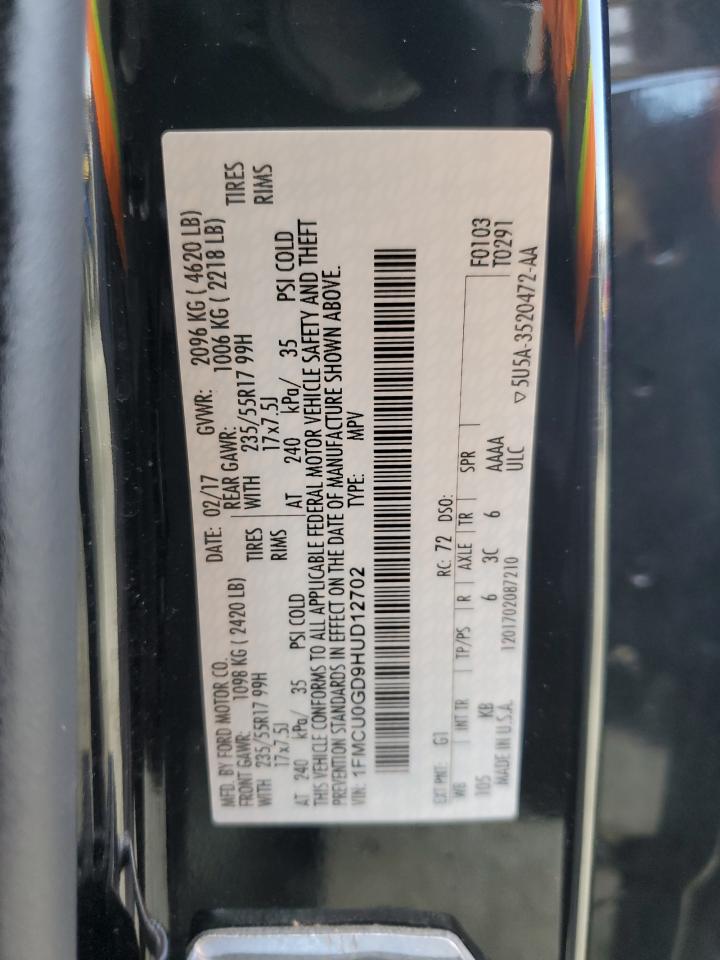 MFD. BY FORD MOTOR CO.
DATE: 02/17 GVWR: 2096 KG ( 4620 LB)
FRONT GAWR: 1098 KG ( 2420 LB) REAR GAWR: 1006 KG ( 2218 LB)
WITH 235/55R17 99H TIRES WITH 235/55R17 99H TIRES
17x7.5J RIMS 17x7.5J RIMS
AT 240 kPa/ 35 PSI COLD AT 240 kPa/ 35 PSI COLD
THIS VEHICLE CONFORMS TO ALL APPLICABLE FEDERAL MOTOR VEHICLE SAFETY AND THEFT
PREVENTION STANDARDS IN EFFECT ON THE DATE OF MANUFACTURE SHOWN ABOVE.
VIN: 1FMCU0GD9HUD12702 TYPE: MPV
EXT PNT: G1 RC: 72 DSO: F0103
WB INT TR TP/PS R AXLE TR SPR T0291
105 KB 6 3C 6 AAAA
MADE IN U.S.A. 1201702087210 ULC
▽5U5A-3520472-AA